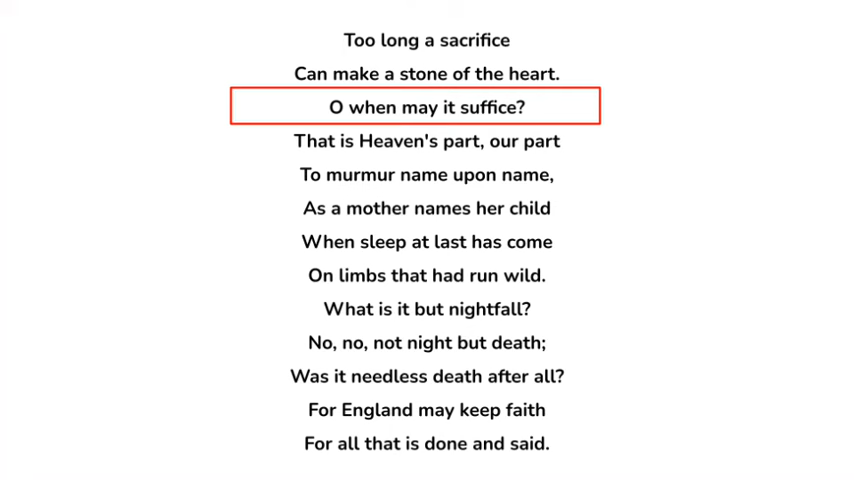 Too long a sacrifice
Can make a stone of the heart.
O when may it suffice?
That is Heaven's part, our part
To murmur name upon name,
As a mother names her child
When sleep at last has come
On limbs that had run wild.
What is it but nightfall?
No, no, not night but death;
Was it needless death after all?
For England may keep faith
For all that is done and said.